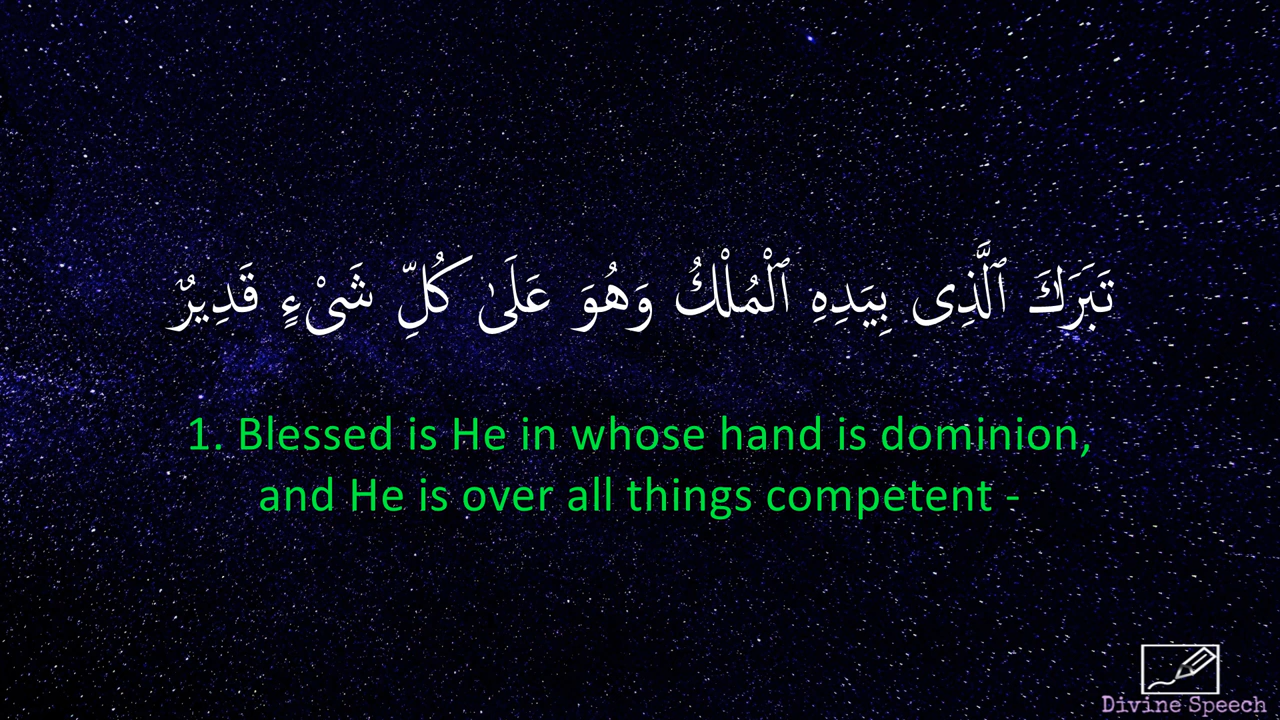 تَبَرَكَ ٱلَّذِى بِيَدِهِ ٱلْمُلْكُ وَهُوَ عَلَىٰ كُلِّ شَىْءٍ قَدِيرٌ
1. Blessed is He in whose hand is dominion,
and He is over all things competent -
Divine Speech